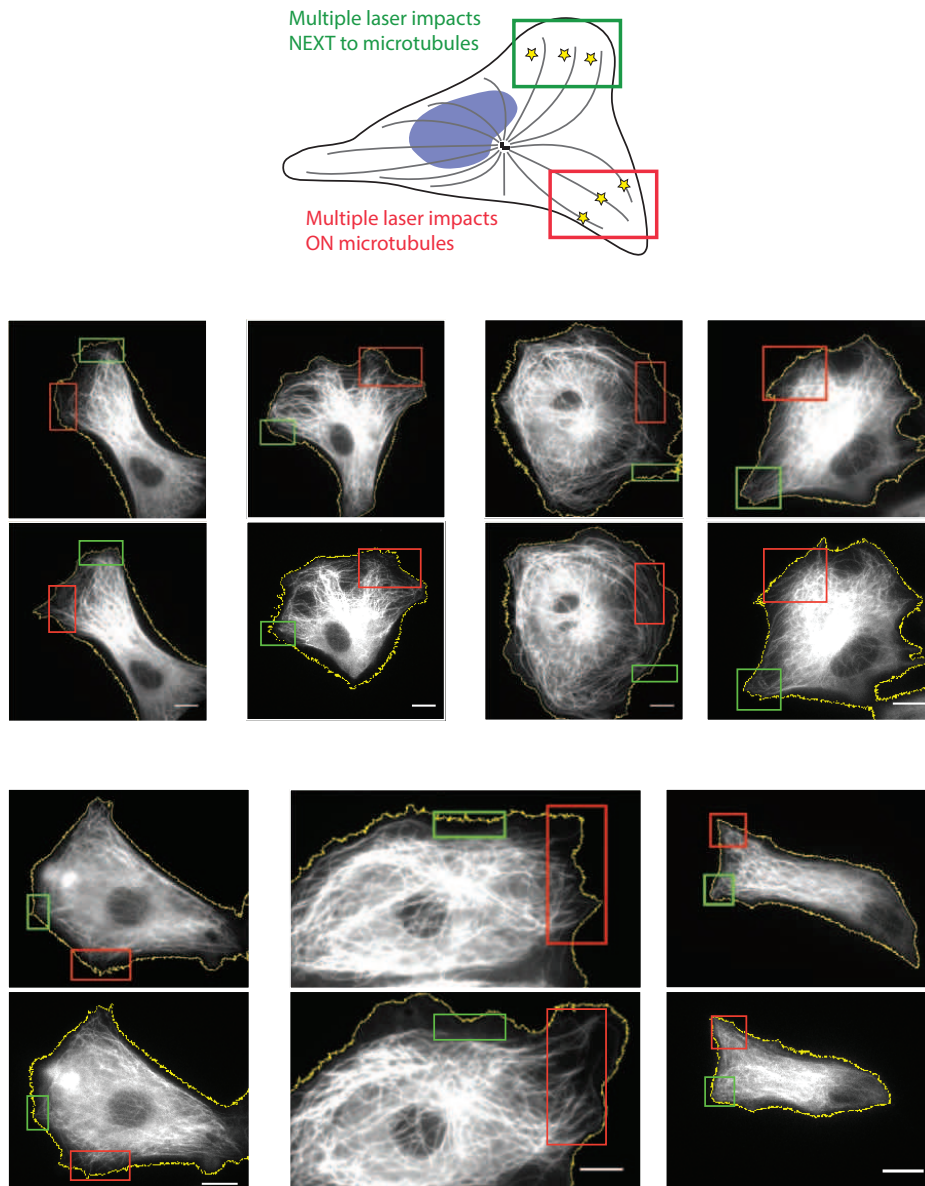 Multiple laser impacts
NEXT to microtubules
Multiple laser impacts
ON microtubules